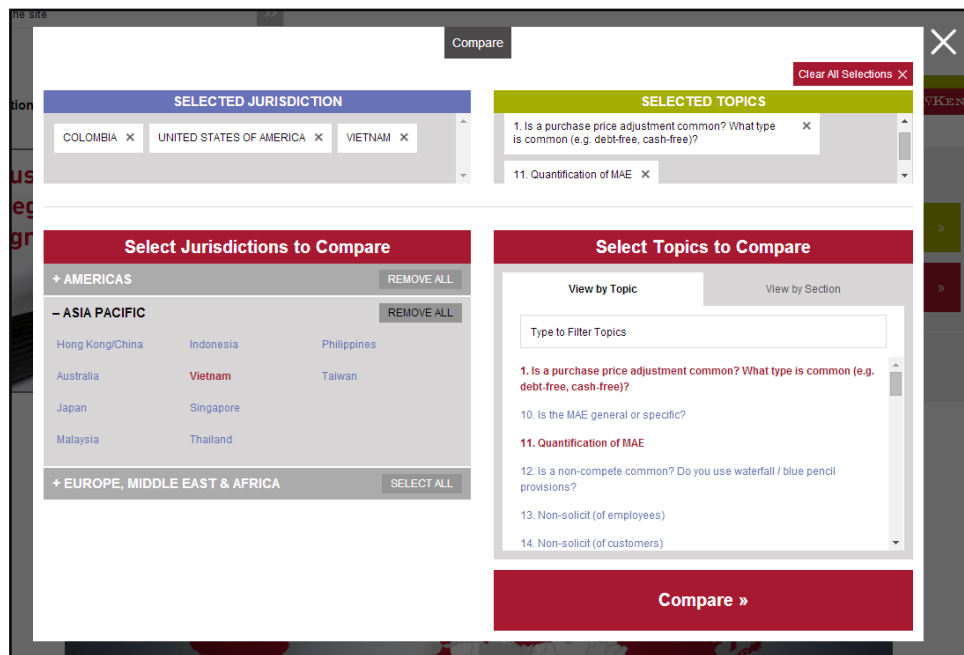 the site
>>
Compare
Clear All Selections X
SELECTED JURISDICTION
COLOMBIA X UNITED STATES OF AMERICA X VIETNAM X
SELECTED TOPICS
1. Is a purchase price adjustment common? What type X
is common (e.g. debt-free, cash-free)?
11. Quantification of MAE X
Select Jurisdictions to Compare
+ AMERICAS REMOVE ALL
– ASIA PACIFIC REMOVE ALL
Hong Kong/China Indonesia Philippines
Australia Vietnam Taiwan
Japan Singapore
Malaysia Thailand
+ EUROPE, MIDDLE EAST & AFRICA SELECT ALL
Select Topics to Compare
View by Topic View by Section
Type to Filter Topics
1. Is a purchase price adjustment common? What type is common (e.g.
debt-free, cash-free)?
10. Is the MAE general or specific?
11. Quantification of MAE
12. Is a non-compete common? Do you use waterfall / blue pencil
provisions?
13. Non-solicit (of employees)
14. Non-solicit (of customers)
Compare »
»
»